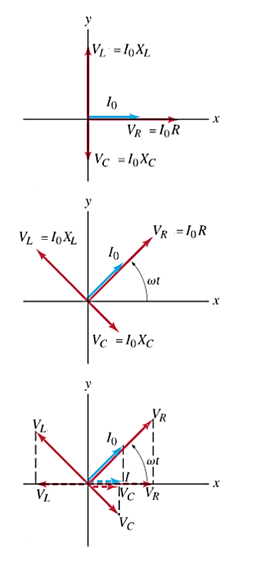 y
V_L = I_0X_L
I_0
x
V_R = I_0R
V_C = I_0X_C
y
V_L = I_0X_L
I_0
V_R = I_0R
ωt
x
V_C = I_0X_C
y
V_L
I_0
V_R
ωt
I
V_L
V_C
V_R
x
V_C